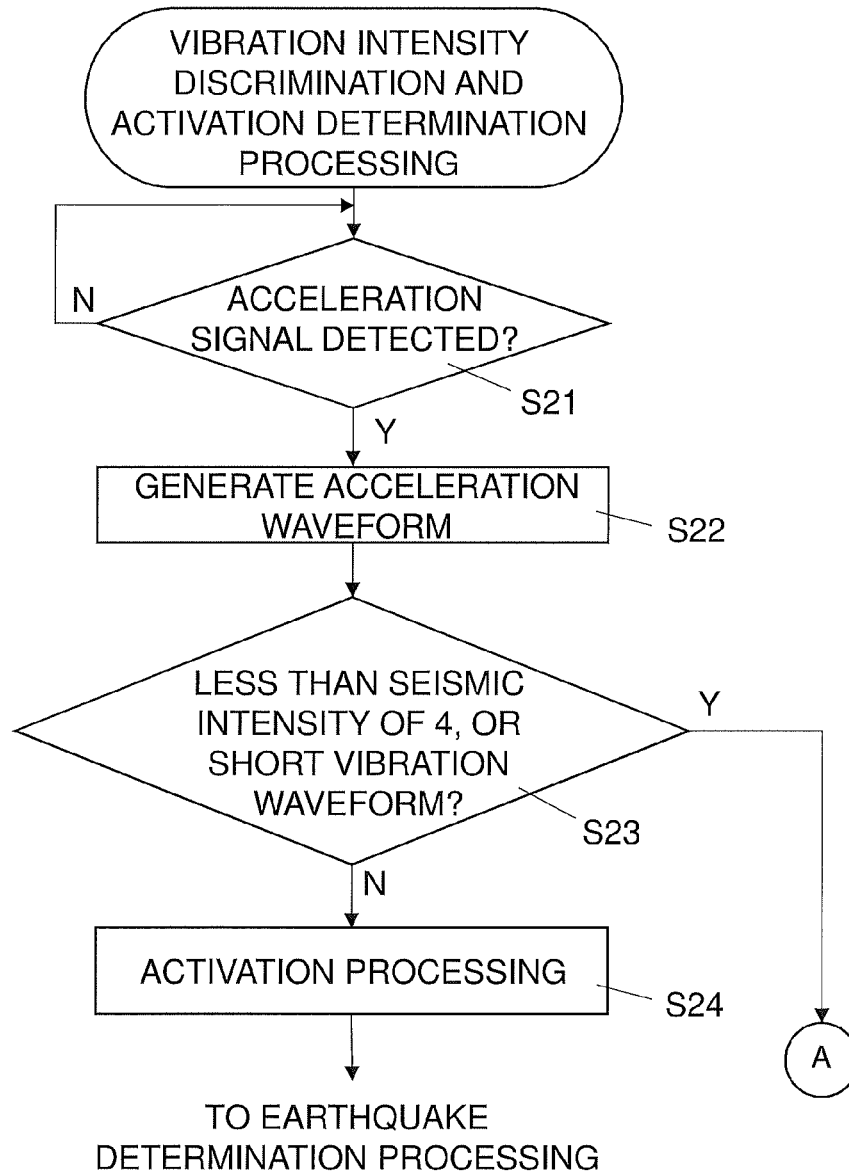 VIBRATION INTENSITY
DISCRIMINATION AND
ACTIVATION DETERMINATION
PROCESSING
N
ACCELERATION
SIGNAL DETECTED?
S21
Y
GENERATE ACCELERATION
WAVEFORM
S22
LESS THAN SEISMIC
INTENSITY OF 4, OR
SHORT VIBRATION
WAVEFORM?
Y
S23
N
ACTIVATION PROCESSING
S24
A
TO EARTHQUAKE
DETERMINATION PROCESSING